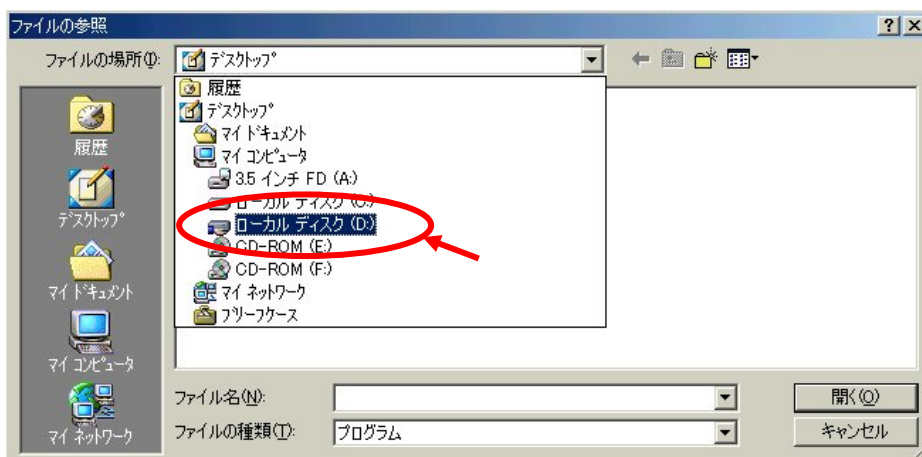 ファイルの参照
ファイルの場所(I):
デスクトップ
履歴
デスクトップ
マイ ドキュメント
マイ コンピュータ
3.5 インチ FD (A:)
ローカル ディスク (C:)
ローカル ディスク (D:)
CD-ROM (E:)
CD-ROM (F:)
マイ ネットワーク
ブリーフケース
履歴
デスクトップ
マイ ドキュメント
マイ コンピュータ
マイ ネットワーク
ファイル名(N):
開く(O)
ファイルの種類(T):
プログラム
キャンセル